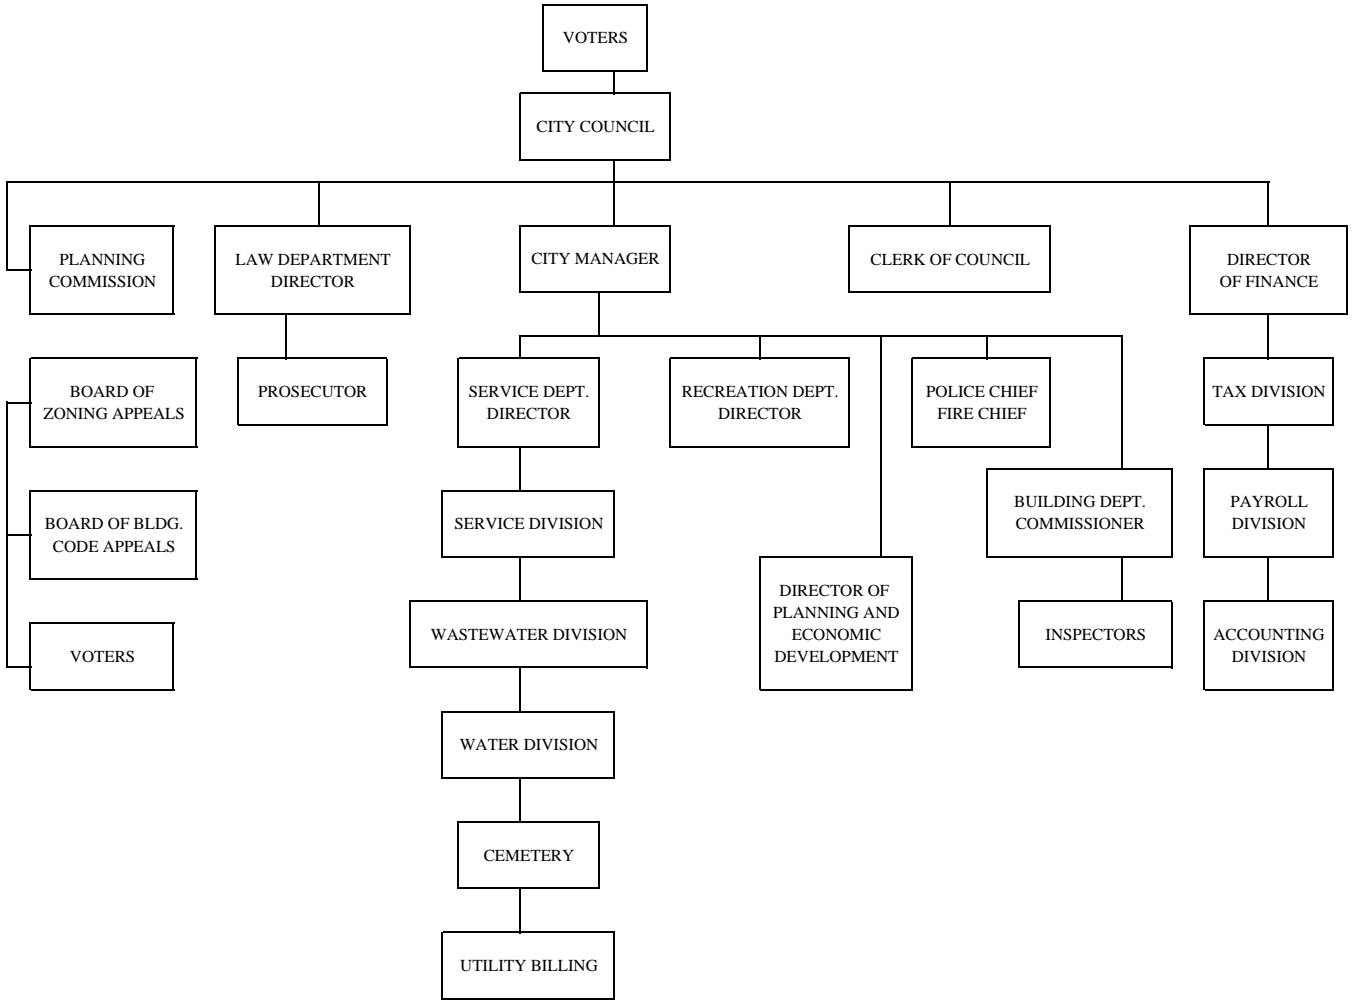 VOTERS
CITY COUNCIL
PLANNING
COMMISSION
LAW DEPARTMENT
DIRECTOR
CITY MANAGER
CLERK OF COUNCIL
DIRECTOR
OF FINANCE
BOARD OF
ZONING APPEALS
PROSECUTOR
SERVICE DEPT.
DIRECTOR
RECREATION DEPT.
DIRECTOR
POLICE CHIEF
FIRE CHIEF
TAX DIVISION
BOARD OF BLDG.
CODE APPEALS
SERVICE DIVISION
BUILDING DEPT.
COMMISSIONER
PAYROLL
DIVISION
VOTERS
WASTEWATER DIVISION
DIRECTOR OF
PLANNING AND
ECONOMIC
DEVELOPMENT
INSPECTORS
ACCOUNTING
DIVISION
WATER DIVISION
CEMETERY
UTILITY BILLING